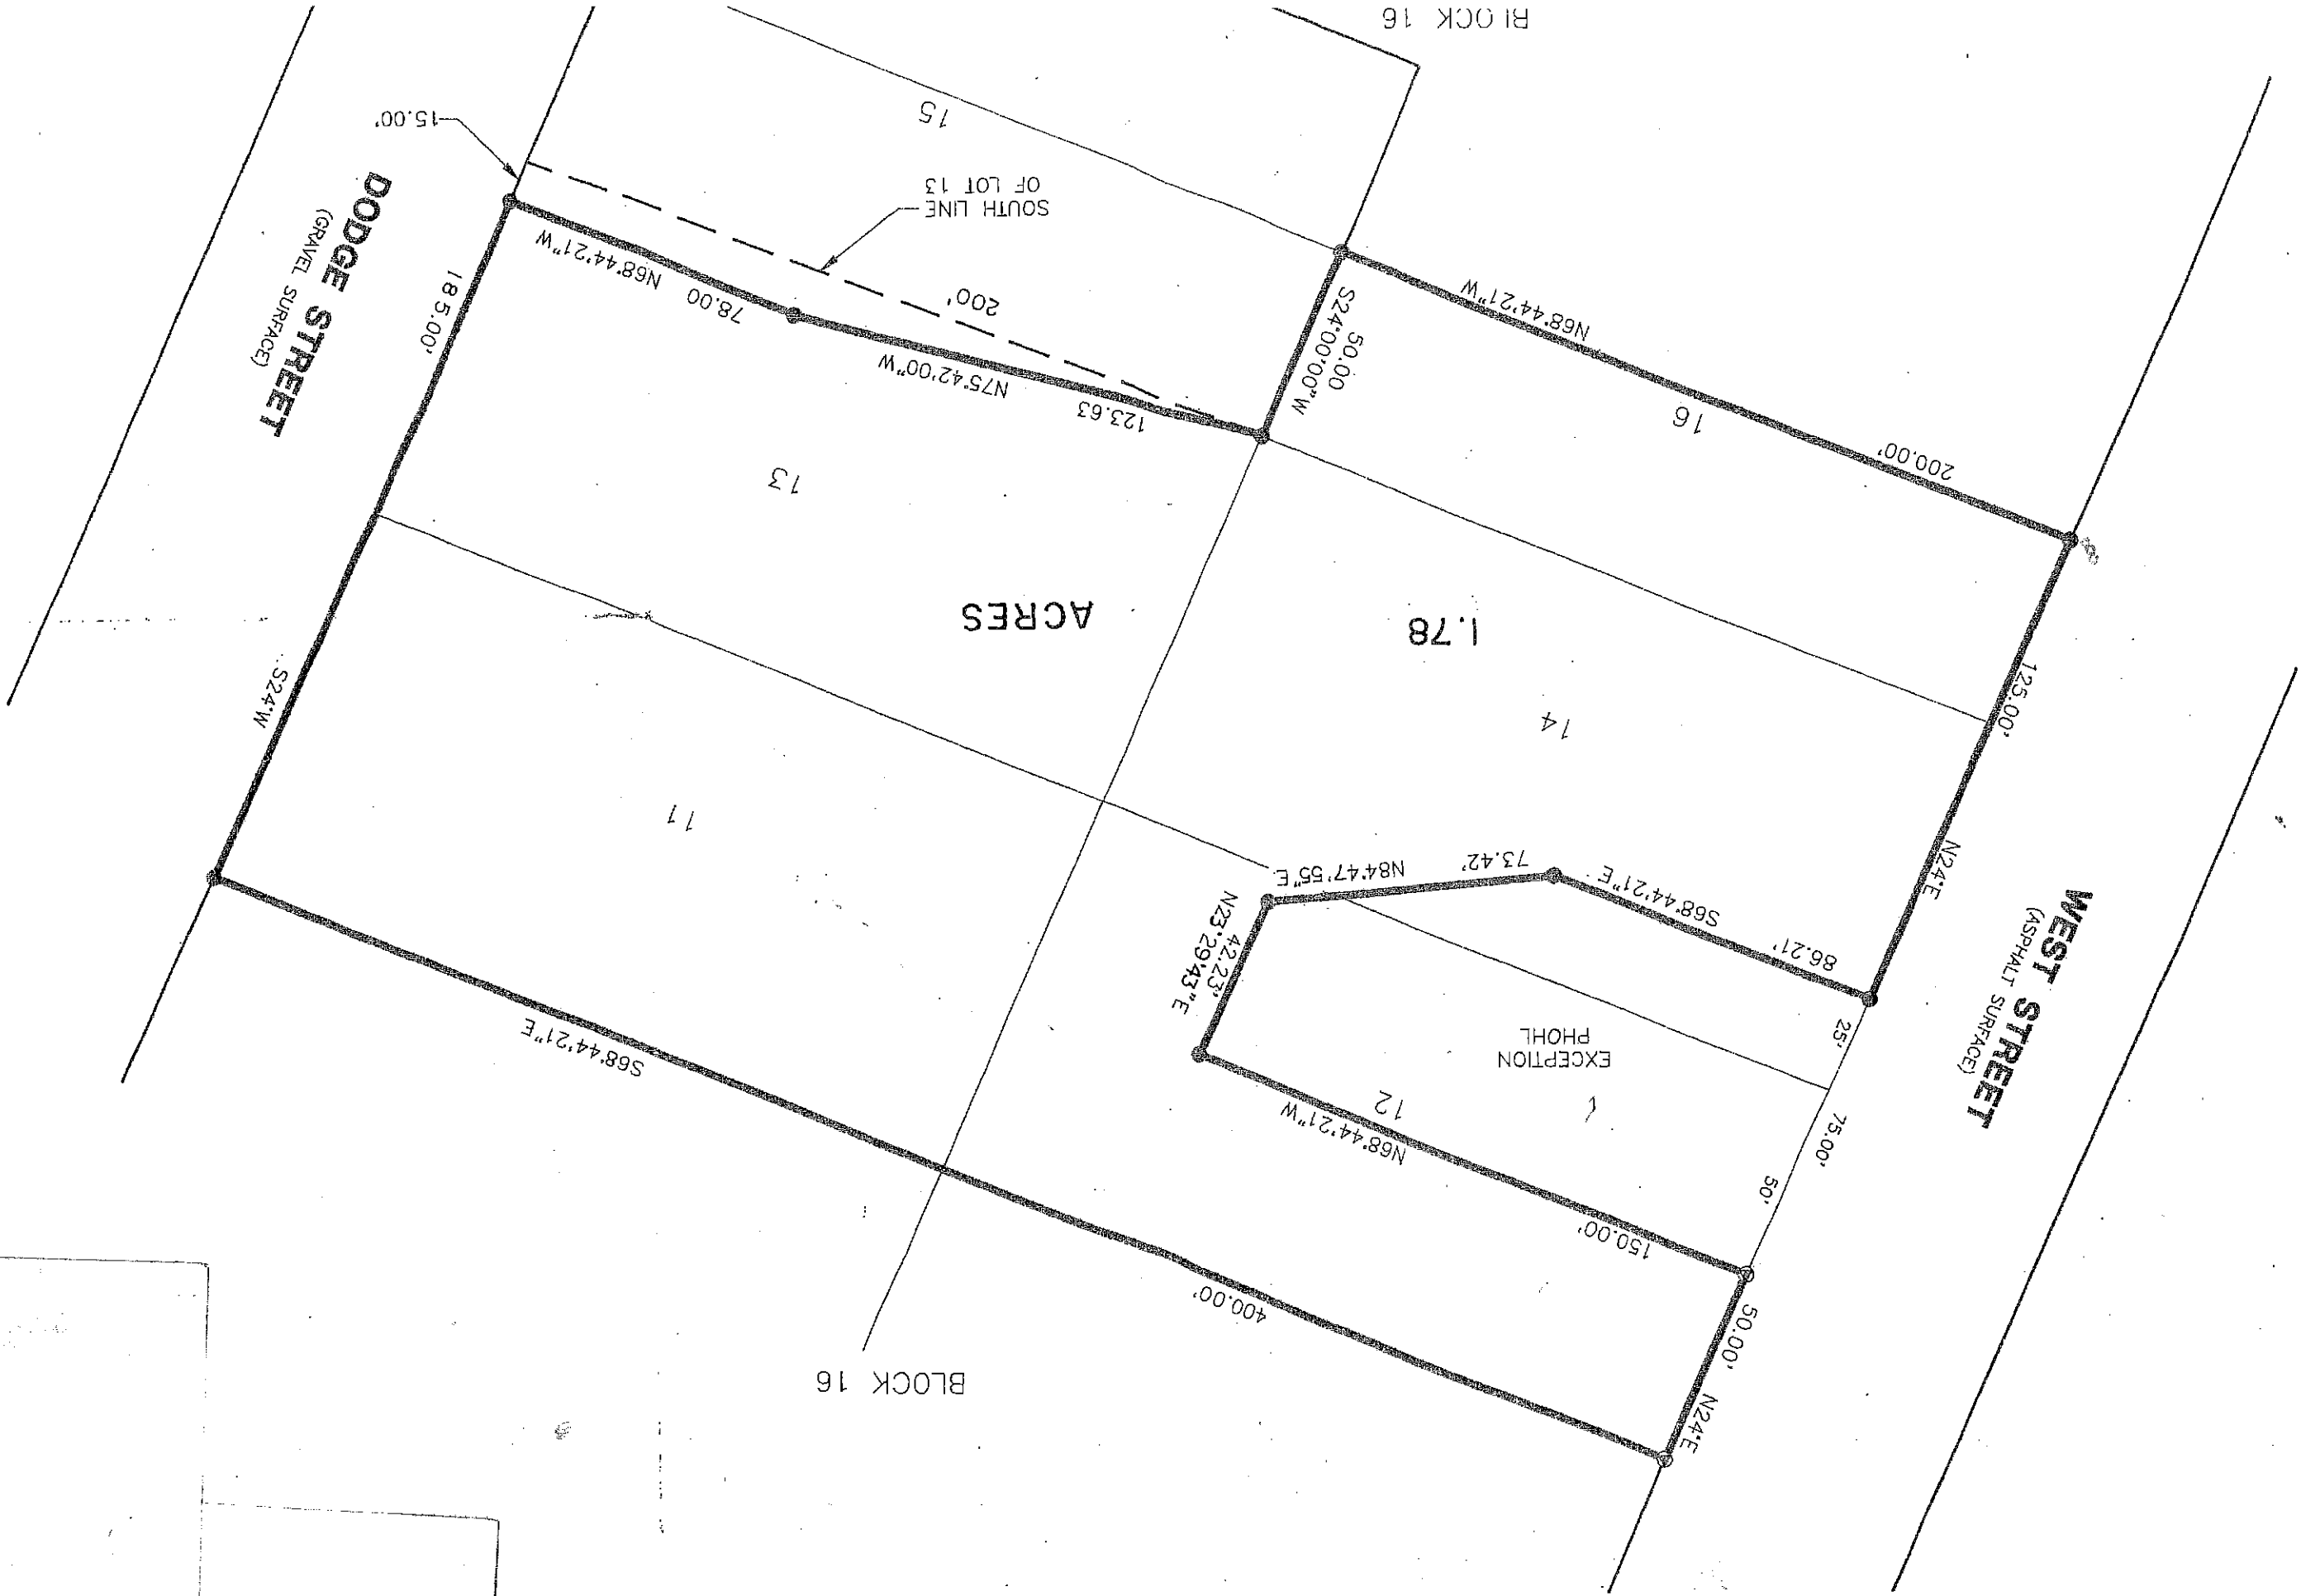 BLOCK 16
N24°E
50.00'
400.00'
S68°44'21"E
150.00'
N68°44'21"W
12
50'
75.00'
25'
EXCEPTION
PHOHL
42.23'
N23°29'43"E
86.21'
S68°44'21"E
73.42'
N84°47'55"E
WEST STREET
(ASPHALT SURFACE)
N24°E
125.00'
11
S24°W
14
1.78
ACRES
13
16
200.00'
N68°44'21"W
50.00
S24°00'00"W
123.63
N75°42'00"W
200'
78.00
N68°44'21"W
185.00'
DODGE STREET
(GRAVEL SURFACE)
SOUTH LINE
OF LOT 13
15.00'
15
BLOCK 16